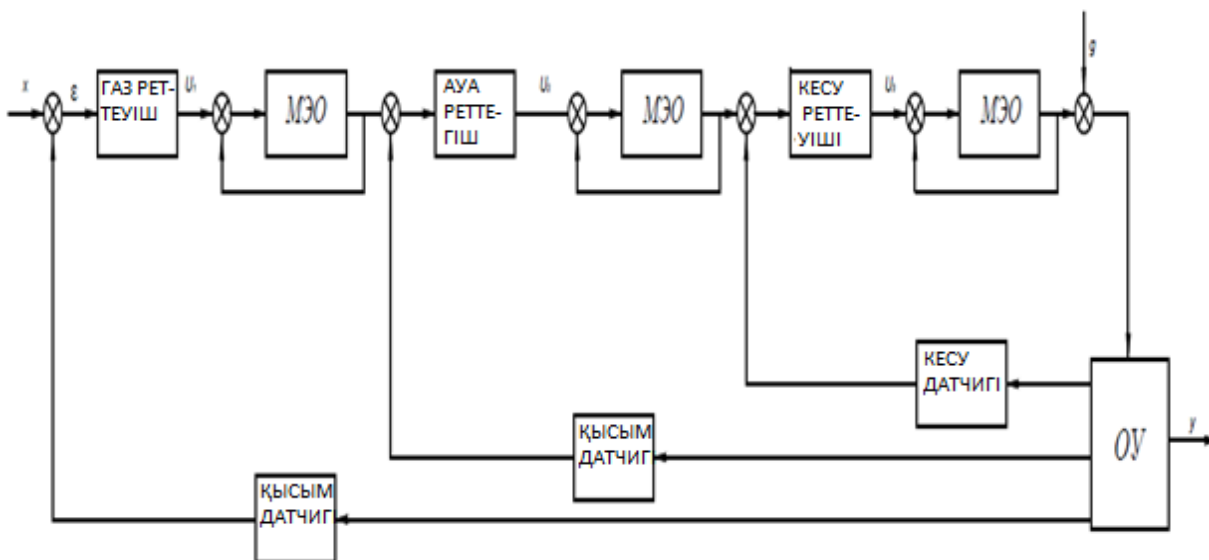 x
ε
ГАЗ РЕТ-
ТЕУІШ
U₁
МЭО
АУА
РЕТТЕ-
ГІШ
U₂
МЭО
КЕСУ
РЕТТЕ-
УІШІ
U₃
МЭО
g
КЕСУ
ДАТЧИГІ
ҚЫСЫМ
ДАТЧИГ
ҚЫСЫМ
ДАТЧИГ
ОУ
y